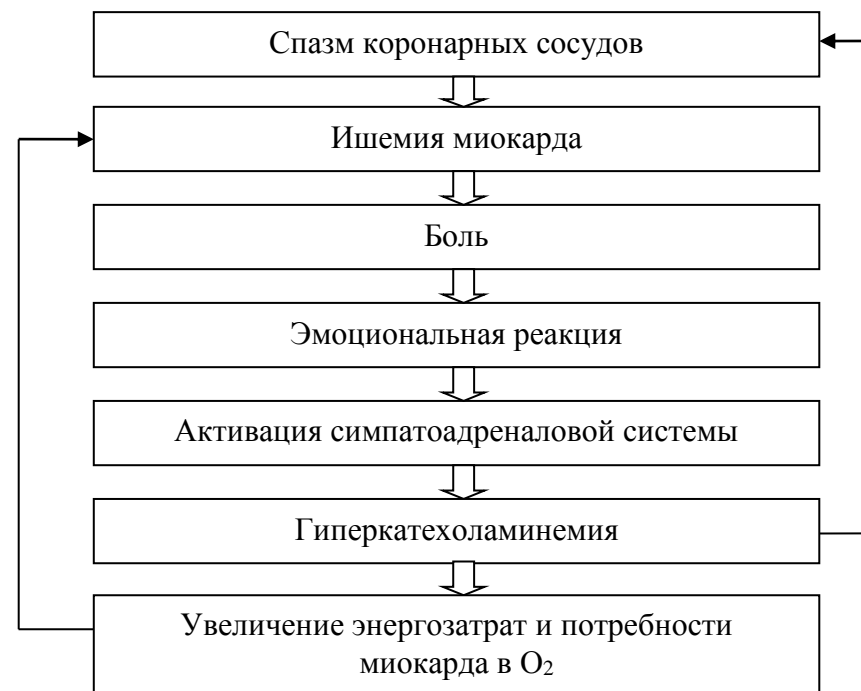 Спазм коронарных сосудов
Ишемия миокарда
Боль
Эмоциональная реакция
Активация симпатоадреналовой системы
Гиперкатехоламинемия
Увеличение энергозатрат и потребности
миокарда в O₂